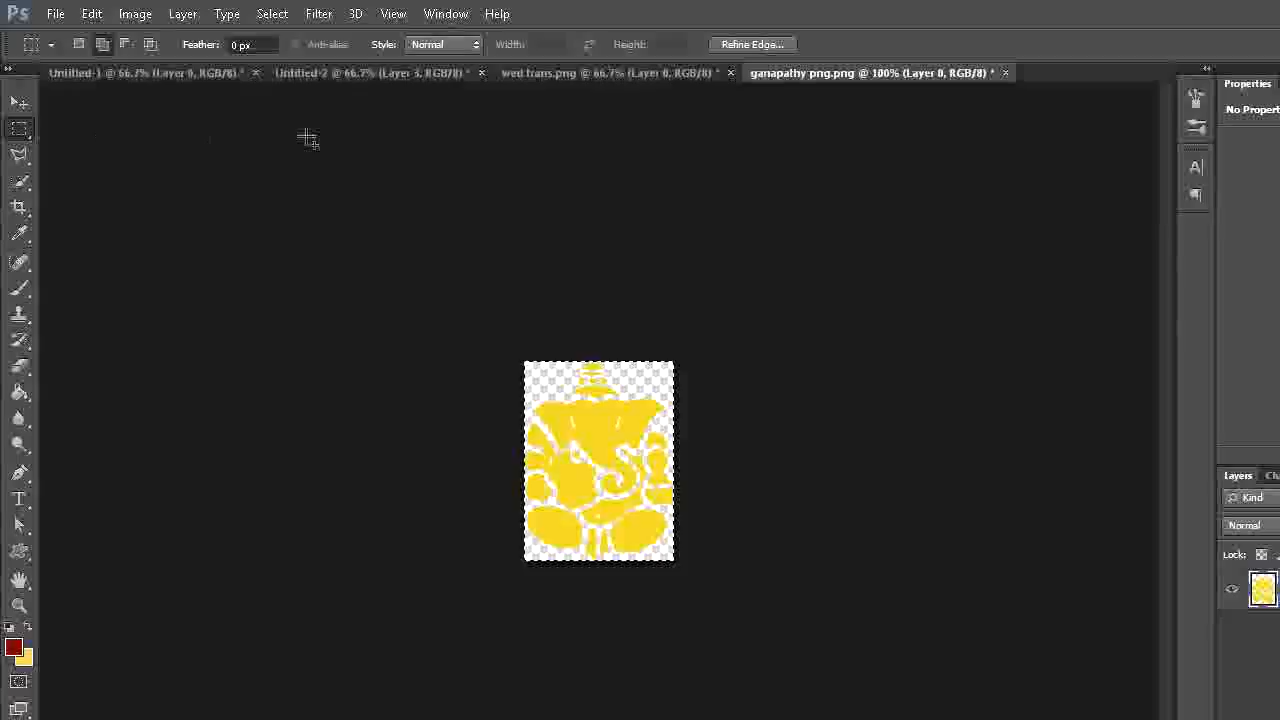 Ps File Edit Image Layer Type Select Filter 3D View Window Help
Feather: 0 px Anti-alias Style: Normal Width: Height: Refine Edge...
Untitled-1 @ 66.7% (Layer 0, RGB/8) * × Untitled-2 @ 66.7% (Layer 3, RGB/8) * × wed trans.png @ 66.7% (Layer 0, RGB/8) * × ganapathy png.png @ 100% (Layer 0, RGB/8) * ×
Properties
No Propert
A
T
Layers Ch
Kind
Normal
Lock: